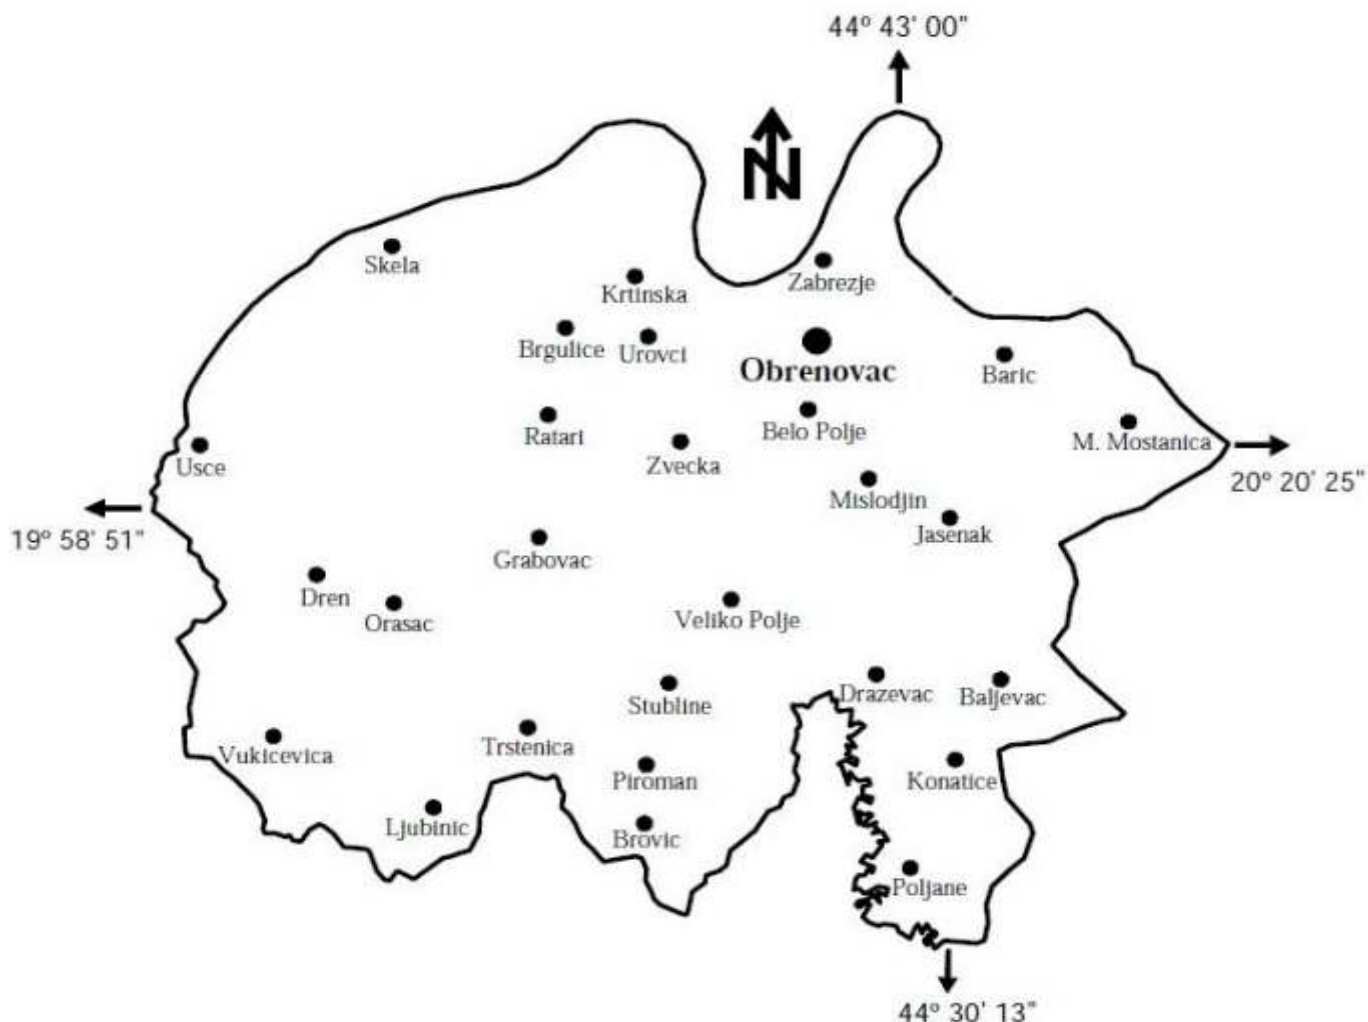 44° 43' 00"
N
Skela
Zabrezje
Krtinska
Brgulice
Urovci
Obrenovac
Baric
Ratari
Belo Polje
M. Mostanica
Usce
Zvecka
20° 20' 25"
Mislodjin
19° 58' 51"
Jasenak
Grabovac
Dren
Orasac
Veliko Polje
Stubline
Drazevac
Baljevac
Vukicevica
Trstenica
Piroman
Konatice
Ljubinic
Brovic
Poljane
44° 30' 13"